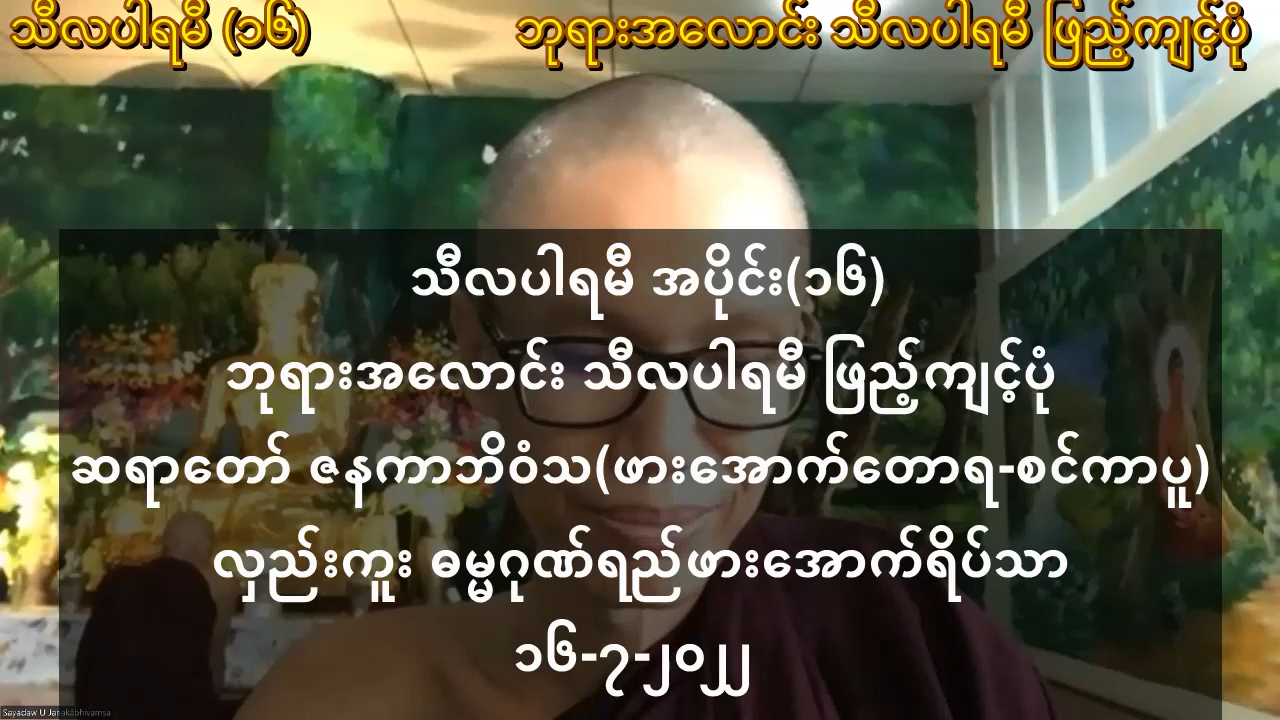 သီလပါရမီ (၁၆)
ဘုရားအလောင်း သီလပါရမီ ဖြည့်ကျင့်ပုံ
သီလပါရမီ အပိုင်း(၁၆)
ဘုရားအလောင်း သီလပါရမီ ဖြည့်ကျင့်ပုံ
ဆရာတော် ဇနကာဘိဝံသ(ဖားအောက်တောရ-စင်ကာပူ)
လှည်းကူး ဓမ္မဂုဏ်ရည်ဖားအောက်ရိပ်သာ
၁၆-၇-၂၀၂၂
Sayadaw U Janakābhivamsa